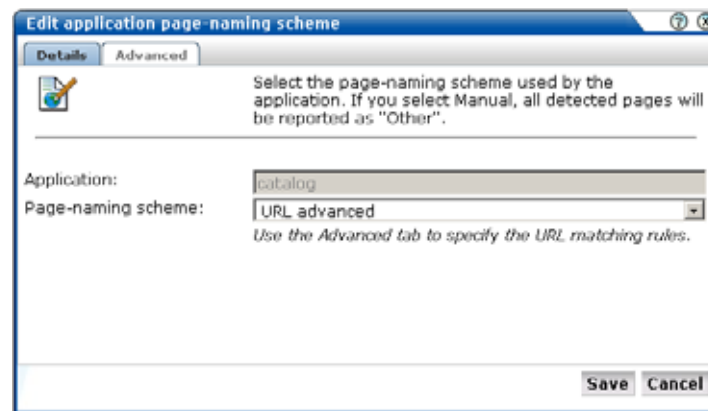 Edit application page-naming scheme
Details Advanced
Select the page-naming scheme used by the
application. If you select Manual, all detected pages will
be reported as "Other".
Application: catalog
Page-naming scheme: URL advanced
Use the Advanced tab to specify the URL matching rules.
Save Cancel